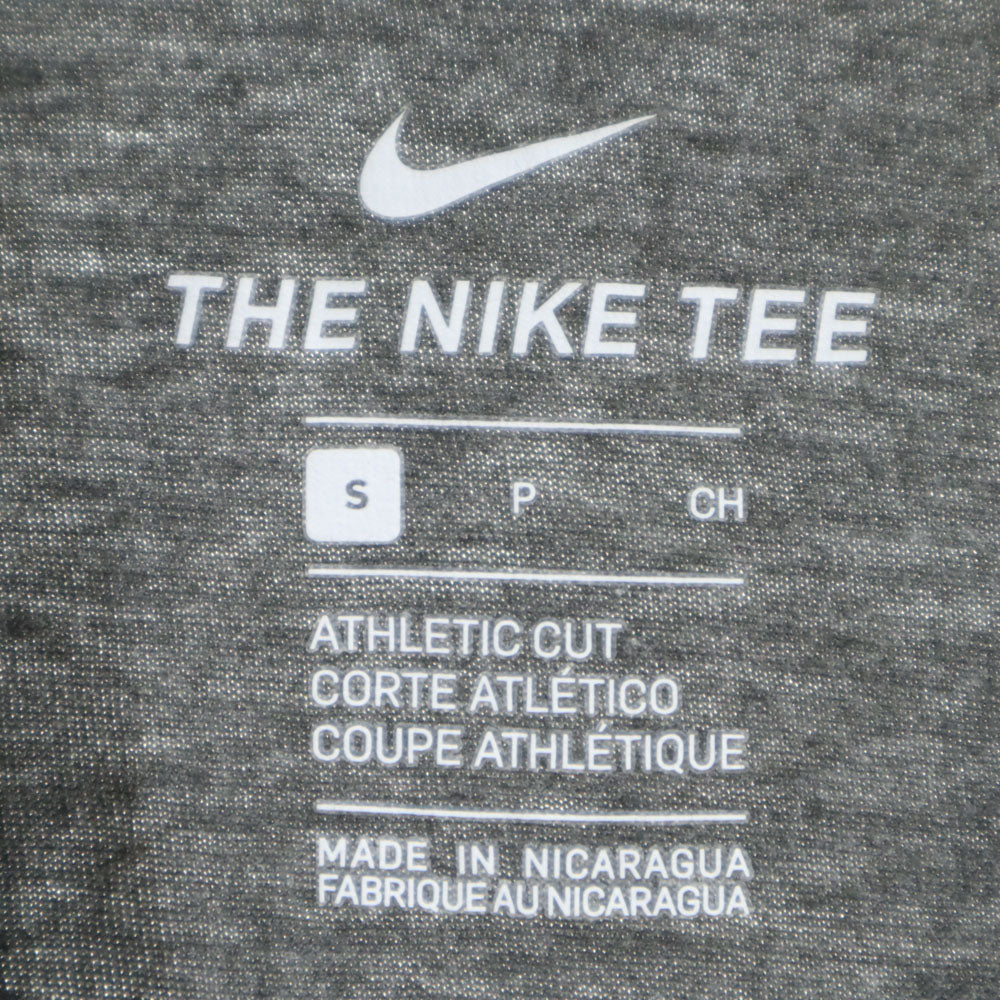 THE NIKE TEE
S P CH
ATHLETIC CUT
CORTE ATLÉTICO
COUPE ATHLÉTIQUE
MADE IN NICARAGUA
FABRIQUE AU NICARAGUA